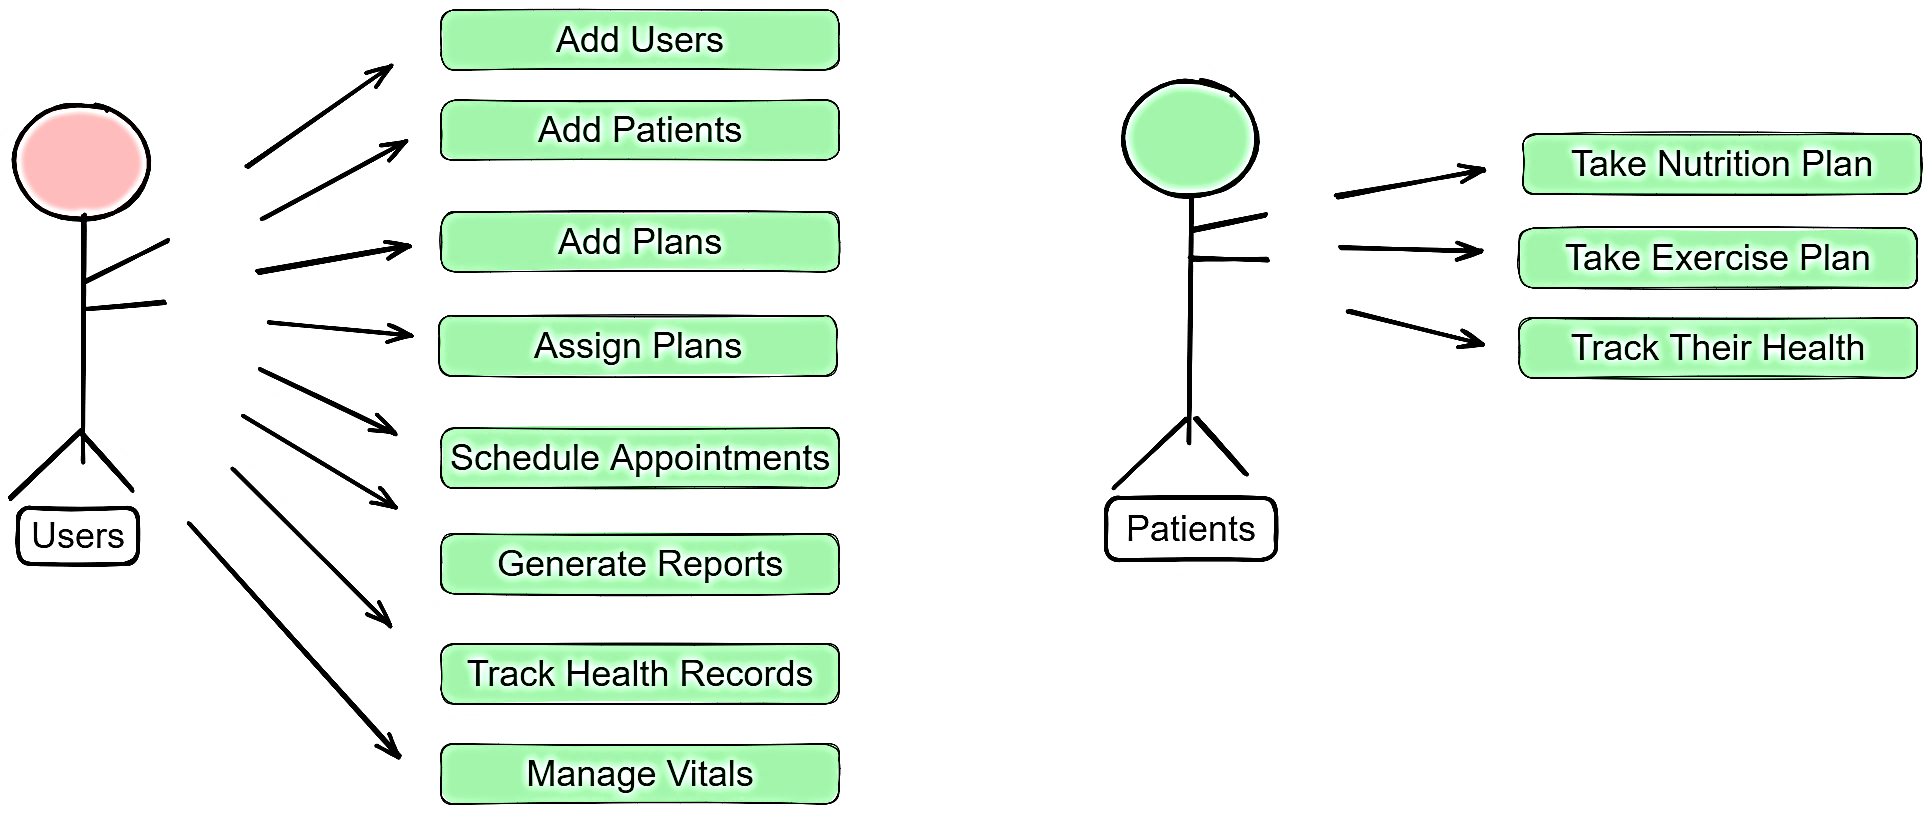 Add Users
Add Patients
Add Plans
Assign Plans
Schedule Appointments
Generate Reports
Track Health Records
Manage Vitals
Users
Take Nutrition Plan
Take Exercise Plan
Track Their Health
Patients